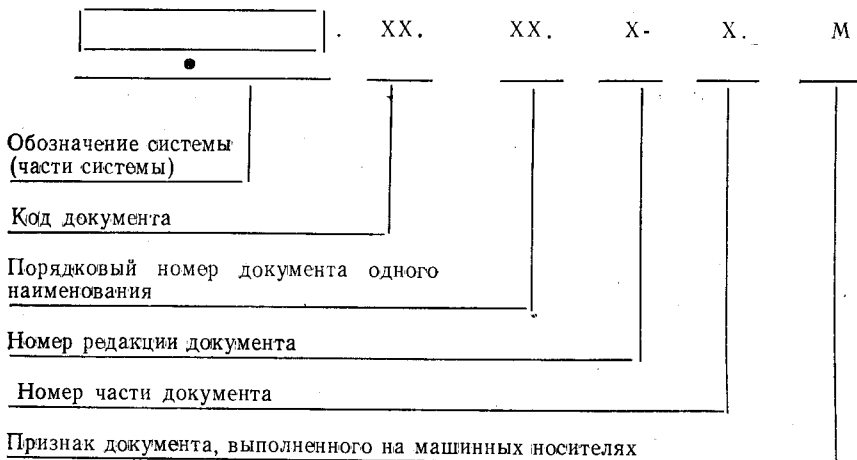 . XX. XX. X- X. М
Обозначение системы
(части системы)
Код документа
Порядковый номер документа одного
наименования
Номер редакции документа
Номер части документа
Признак документа, выполненного на машинных носителях